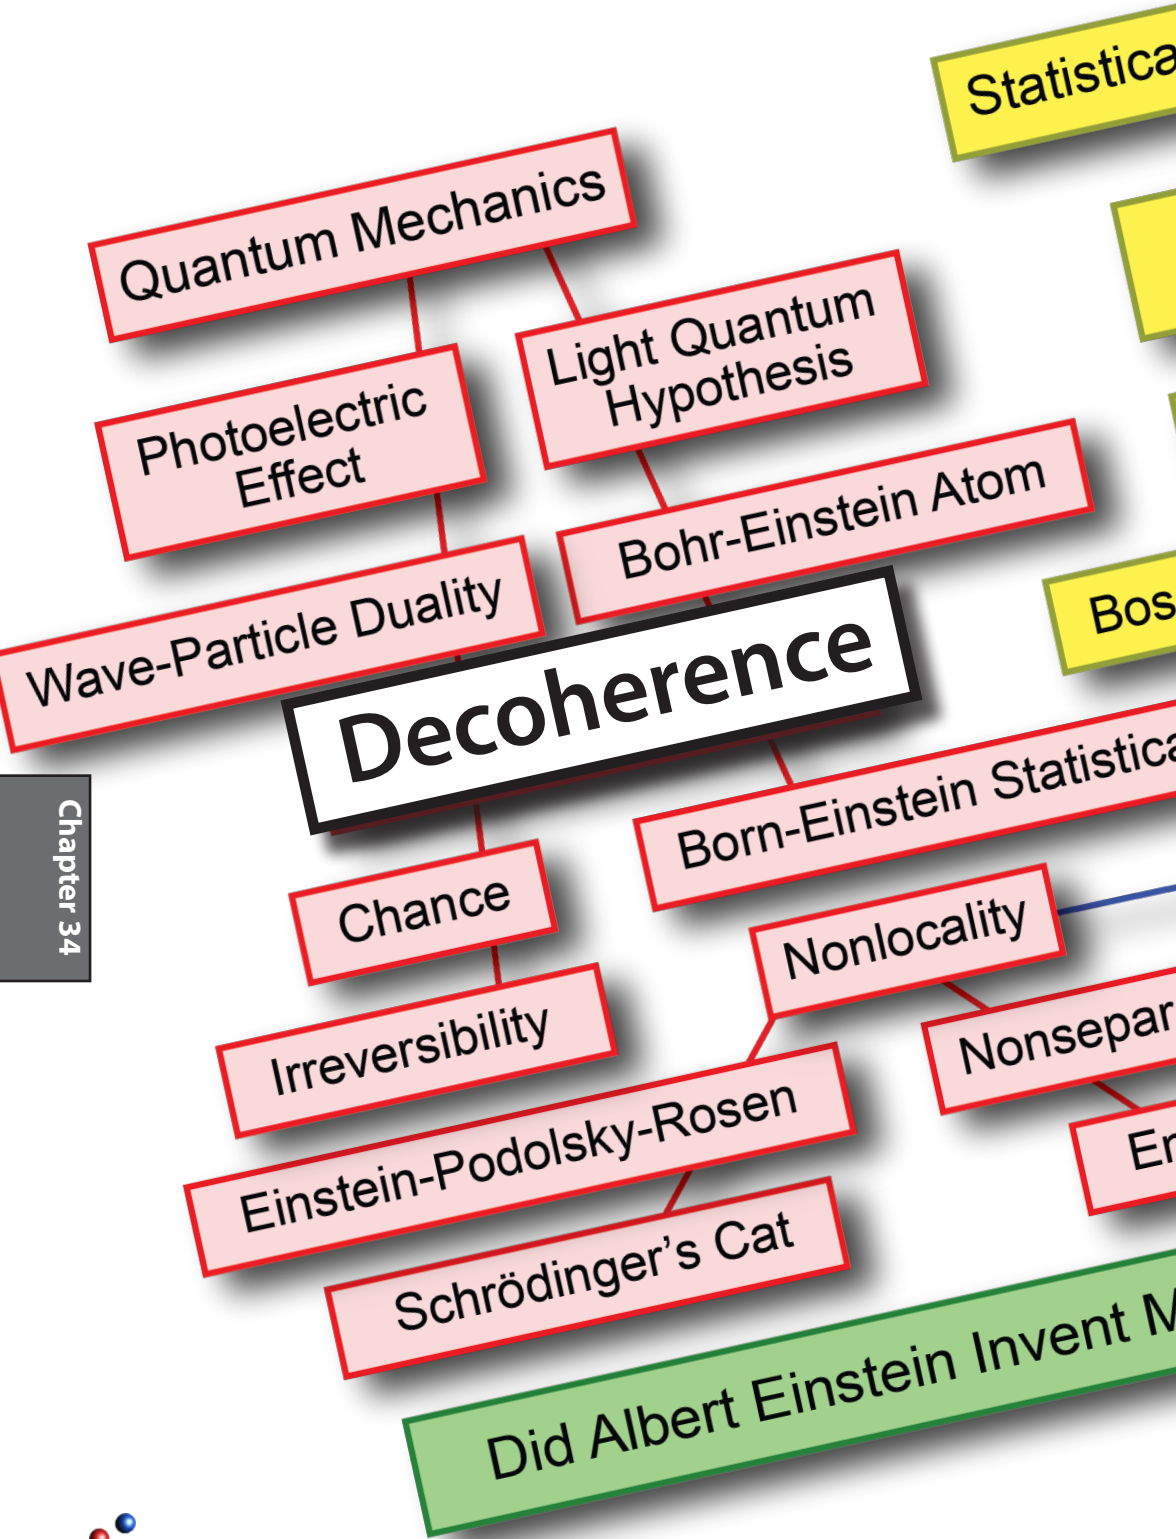 Statistica
Quantum Mechanics
Light Quantum
Hypothesis
Photoelectric
Effect
Bohr-Einstein Atom
Wave-Particle Duality
Bos
Decoherence
Born-Einstein Statistica
Chapter 34
Chance
Nonlocality
Irreversibility
Nonsepar
Einstein-Podolsky-Rosen
En
Schrödinger’s Cat
Did Albert Einstein Invent M